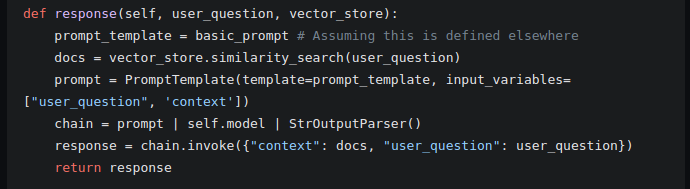 def response(self, user_question, vector_store):
    prompt_template = basic_prompt # Assuming this is defined elsewhere
    docs = vector_store.similarity_search(user_question)
    prompt = PromptTemplate(template=prompt_template, input_variables=
["user_question", 'context'])
    chain = prompt | self.model | StrOutputParser()
    response = chain.invoke({"context": docs, "user_question": user_question})
    return response